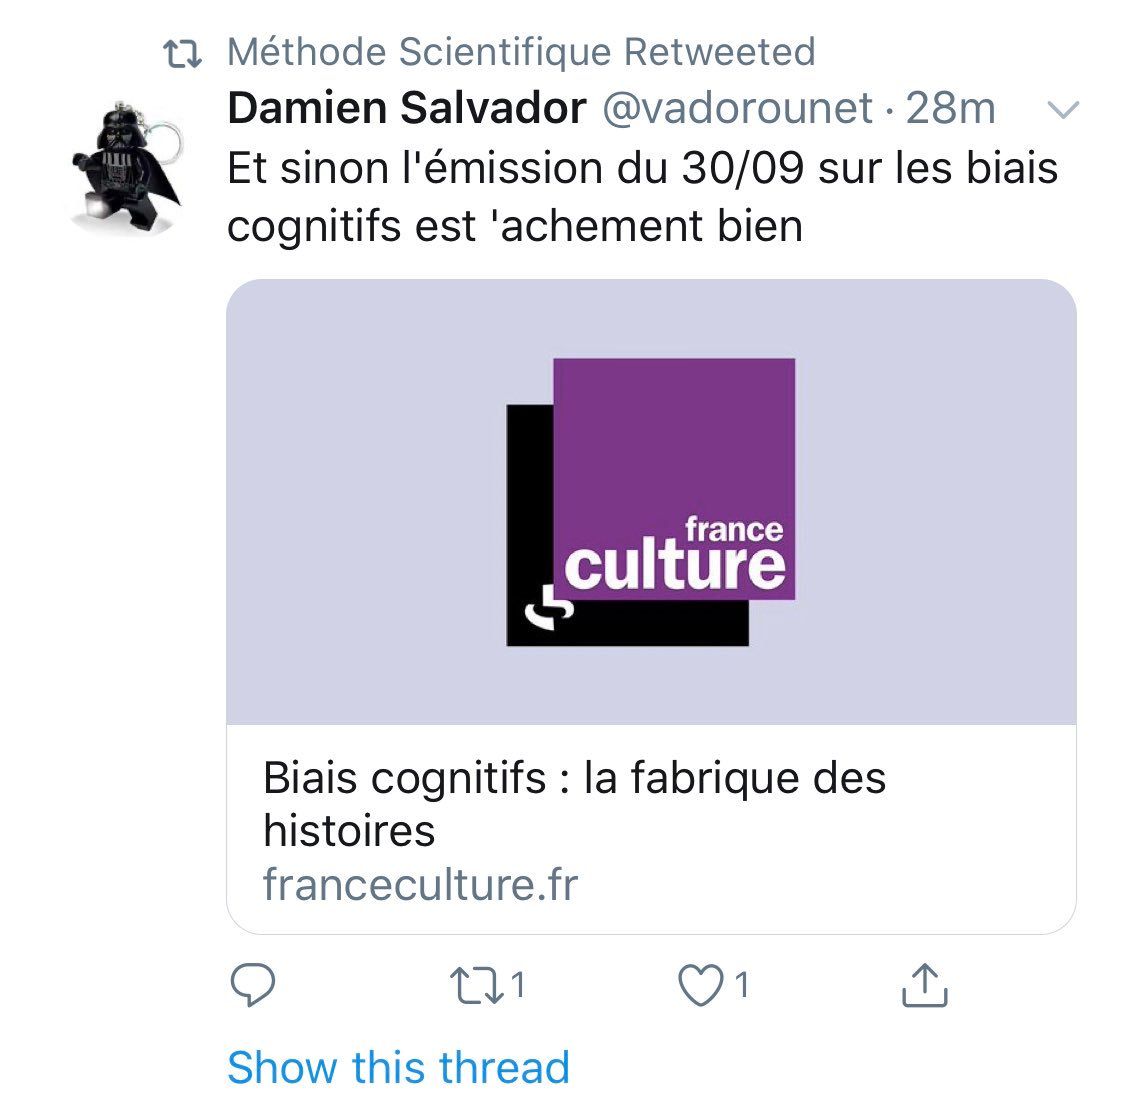 Méthode Scientifique Retweeted
Damien Salvador @vadorounet · 28m
Et sinon l'émission du 30/09 sur les biais
cognitifs est 'achement bien
france
culture
Biais cognitifs : la fabrique des
histoires
franceculture.fr
1 1
Show this thread